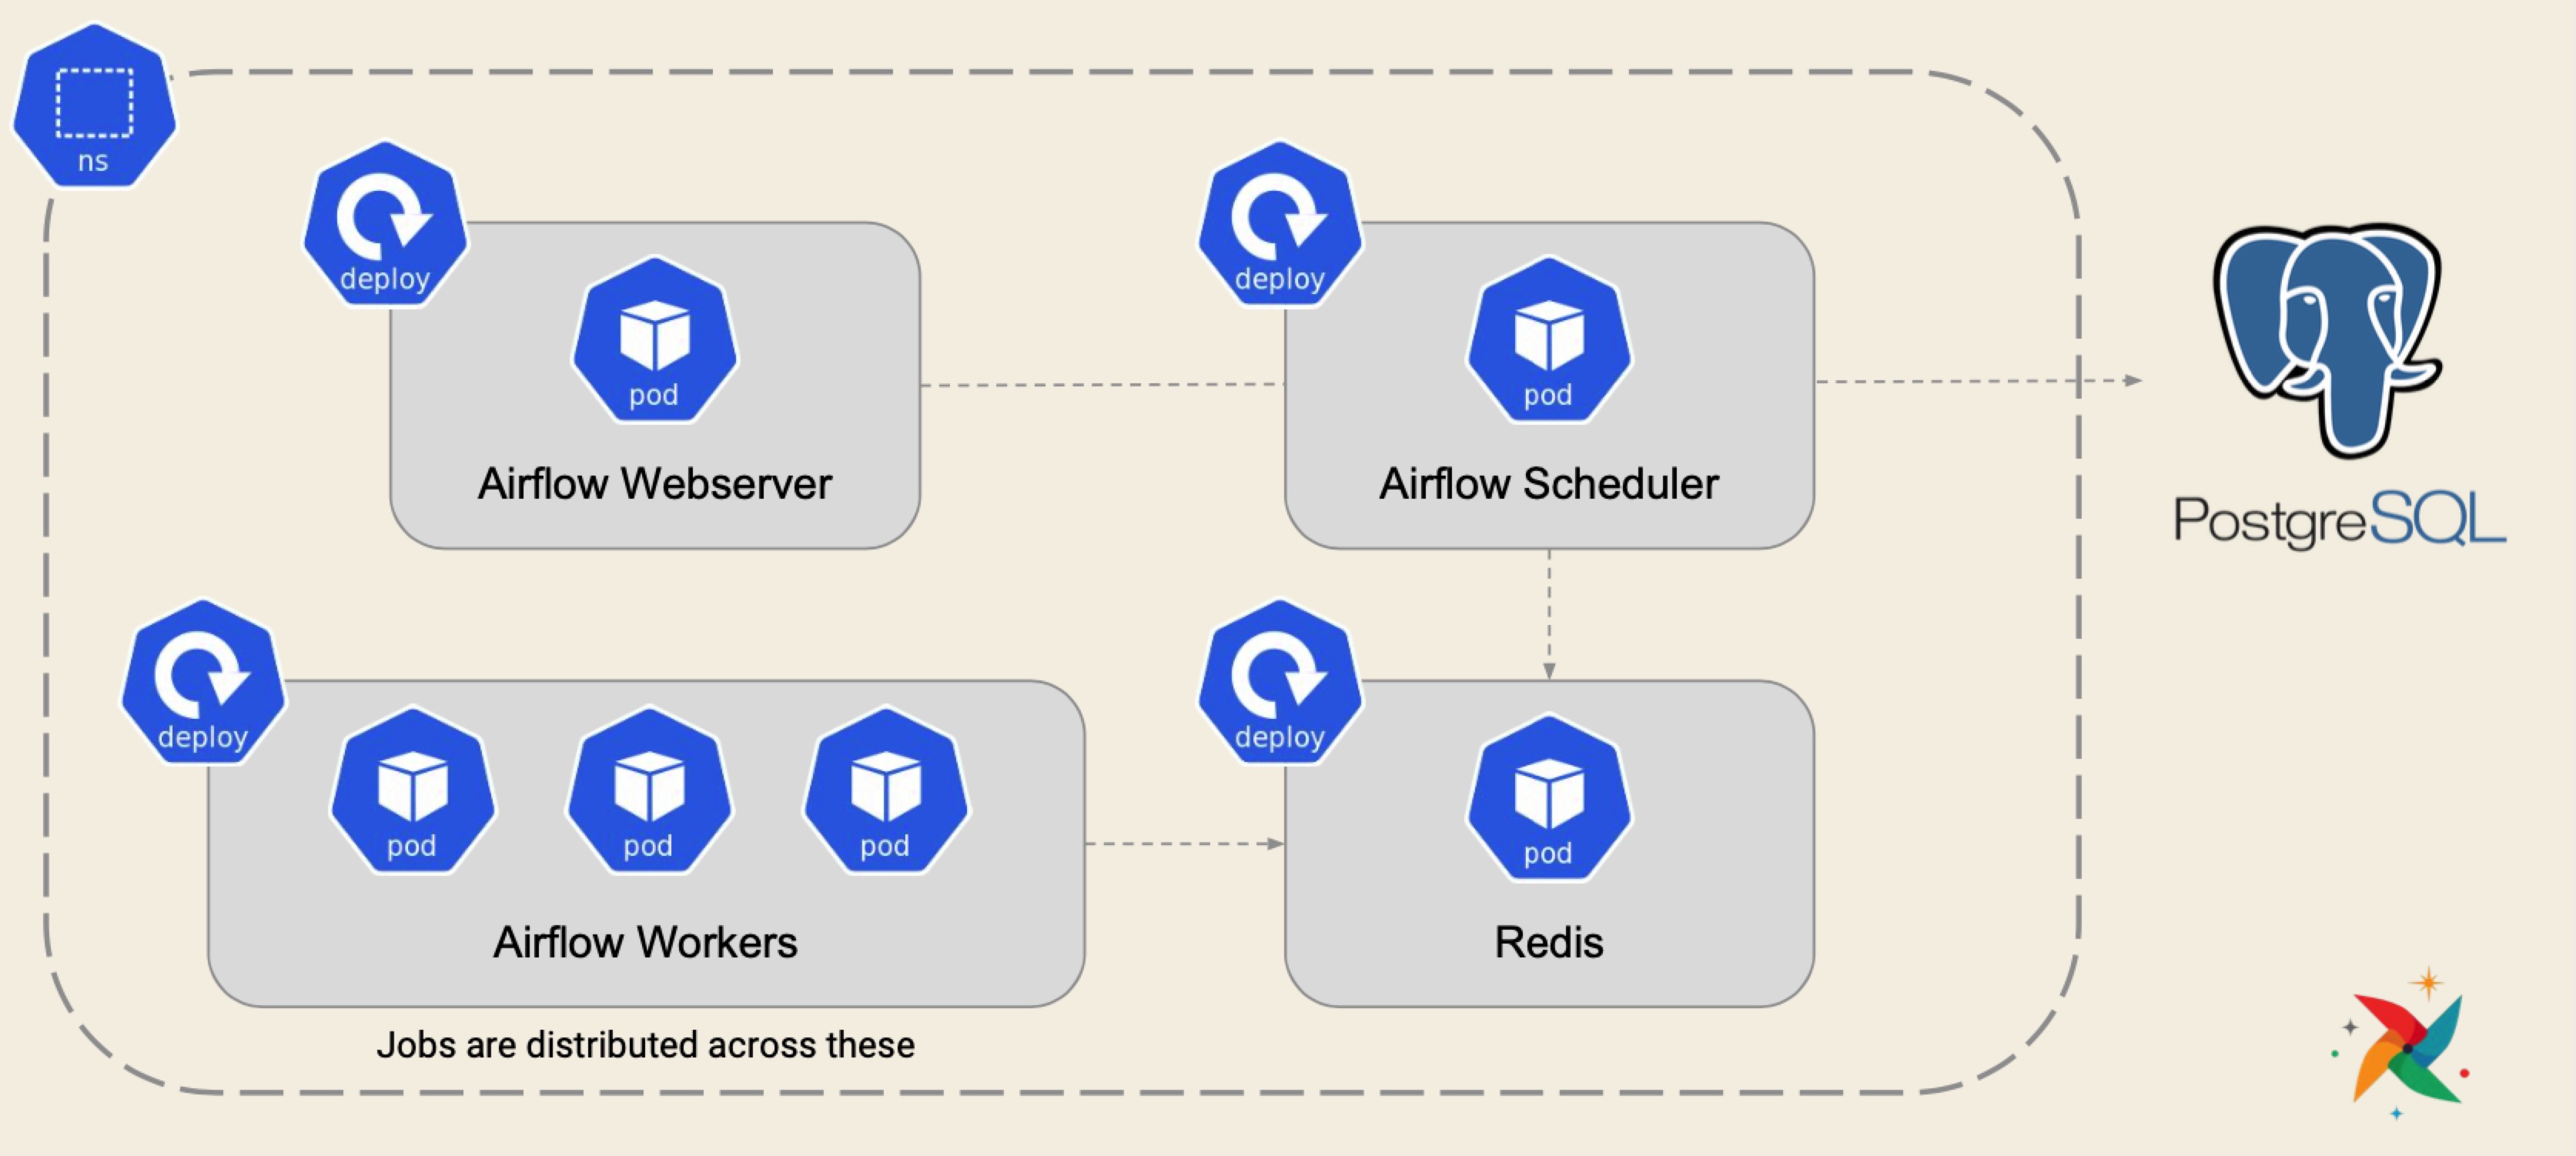 ns
deploy
pod
Airflow Webserver
deploy
pod
Airflow Scheduler
PostgreSQL
deploy
pod
pod
pod
Airflow Workers
Jobs are distributed across these
deploy
pod
Redis